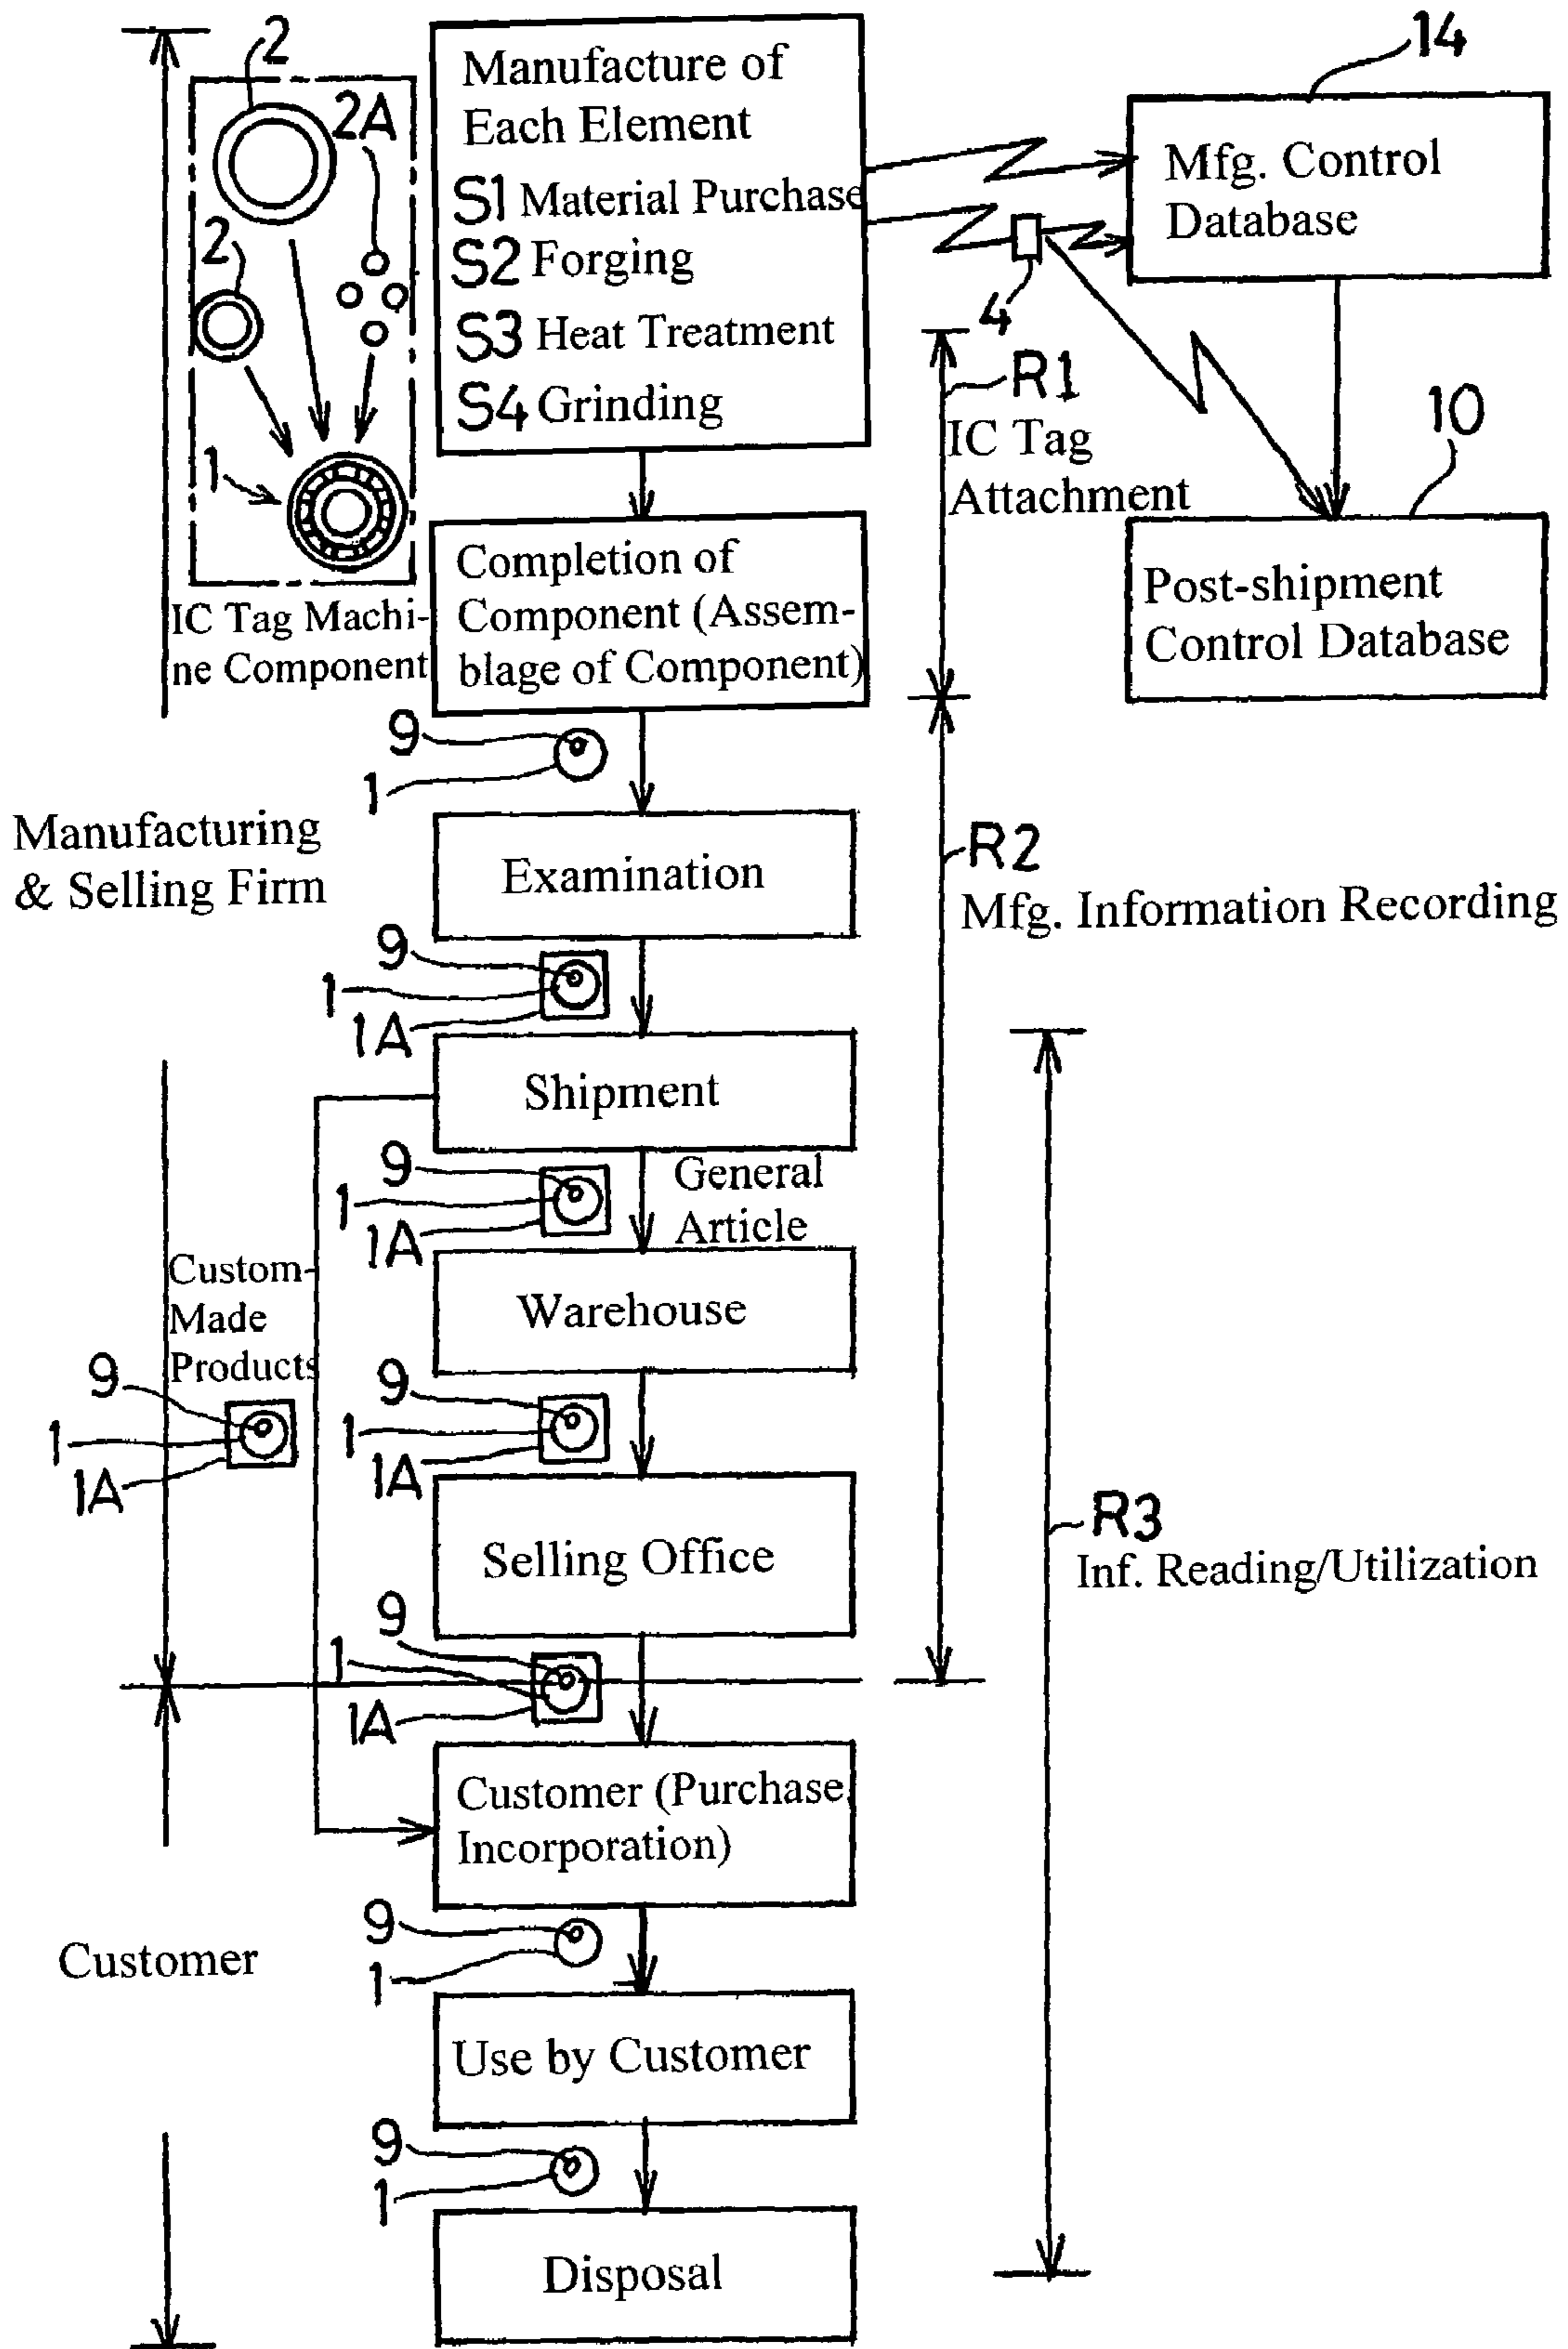 2
2A
2
1
IC Tag Machi-
ne Component
Manufacture of
Each Element
S1 Material Purchase
S2 Forging
S3 Heat Treatment
S4 Grinding
14
Mfg. Control
Database
4
R1
IC Tag
Attachment
10
Post-shipment
Control Database
Completion of
Component (Assem-
blage of Component)
9
1
Manufacturing
& Selling Firm
Examination
R2
Mfg. Information Recording
9
1
1A
Shipment
9
1
1A
General
Article
Custom-
Made
Products
Warehouse
9
1
1A
9
1
1A
Selling Office
R3
Inf. Reading/Utilization
9
1
1A
Customer (Purchase,
Incorporation)
9
1
Customer
Use by Customer
9
1
Disposal